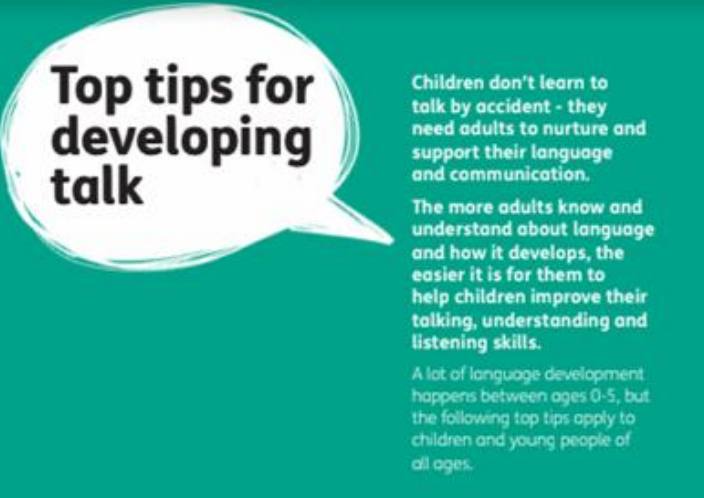 Top tips for
developing
talk
Children don't learn to
talk by accident - they
need adults to nurture and
support their language
and communication.
The more adults know and
understand about language
and how it develops, the
easier it is for them to
help children improve their
talking, understanding and
listening skills.
A lot of language development
happens between ages 0-5, but
the following top tips apply to
children and young people of
all ages.